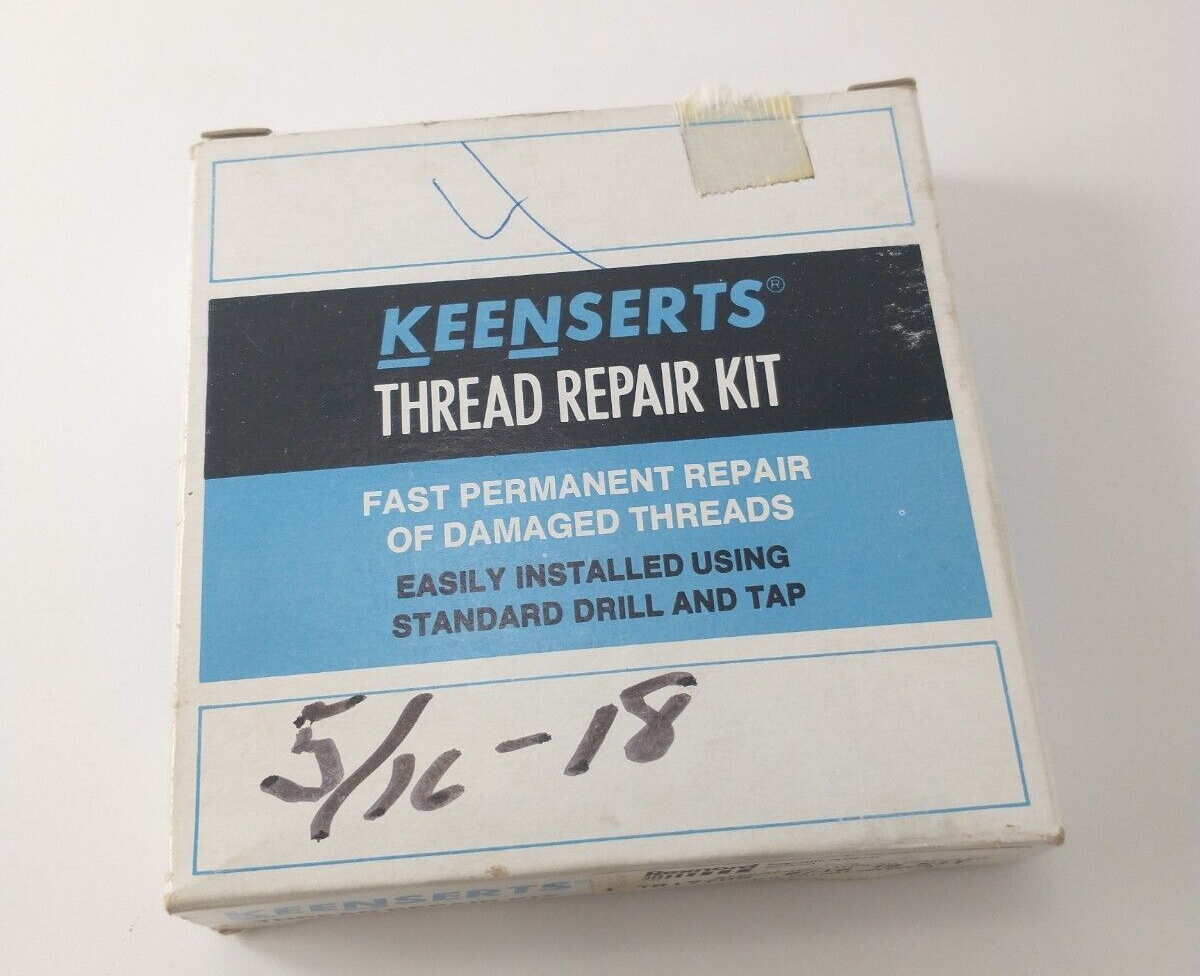 4
KEENSERTS®
THREAD REPAIR KIT
FAST PERMANENT REPAIR
OF DAMAGED THREADS
EASILY INSTALLED USING
STANDARD DRILL AND TAP
5/16-18
KEENSERTS